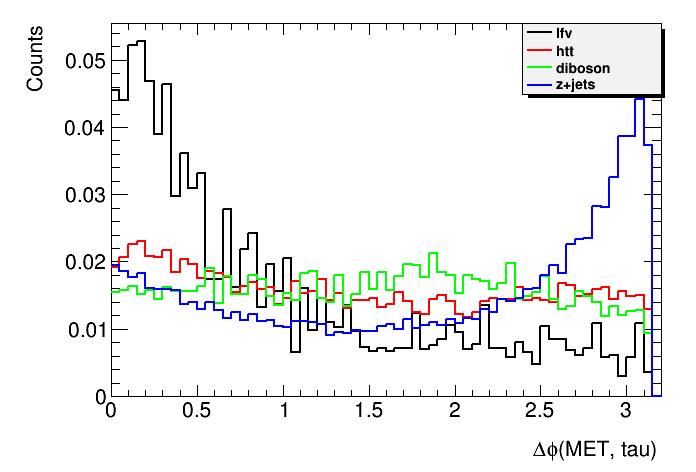 Counts
0.05
0.04
0.03
0.02
0.01
0
0 0.5 1 1.5 2 2.5 3
Δϕ(MET, tau)
lfv
htt
diboson
z+jets